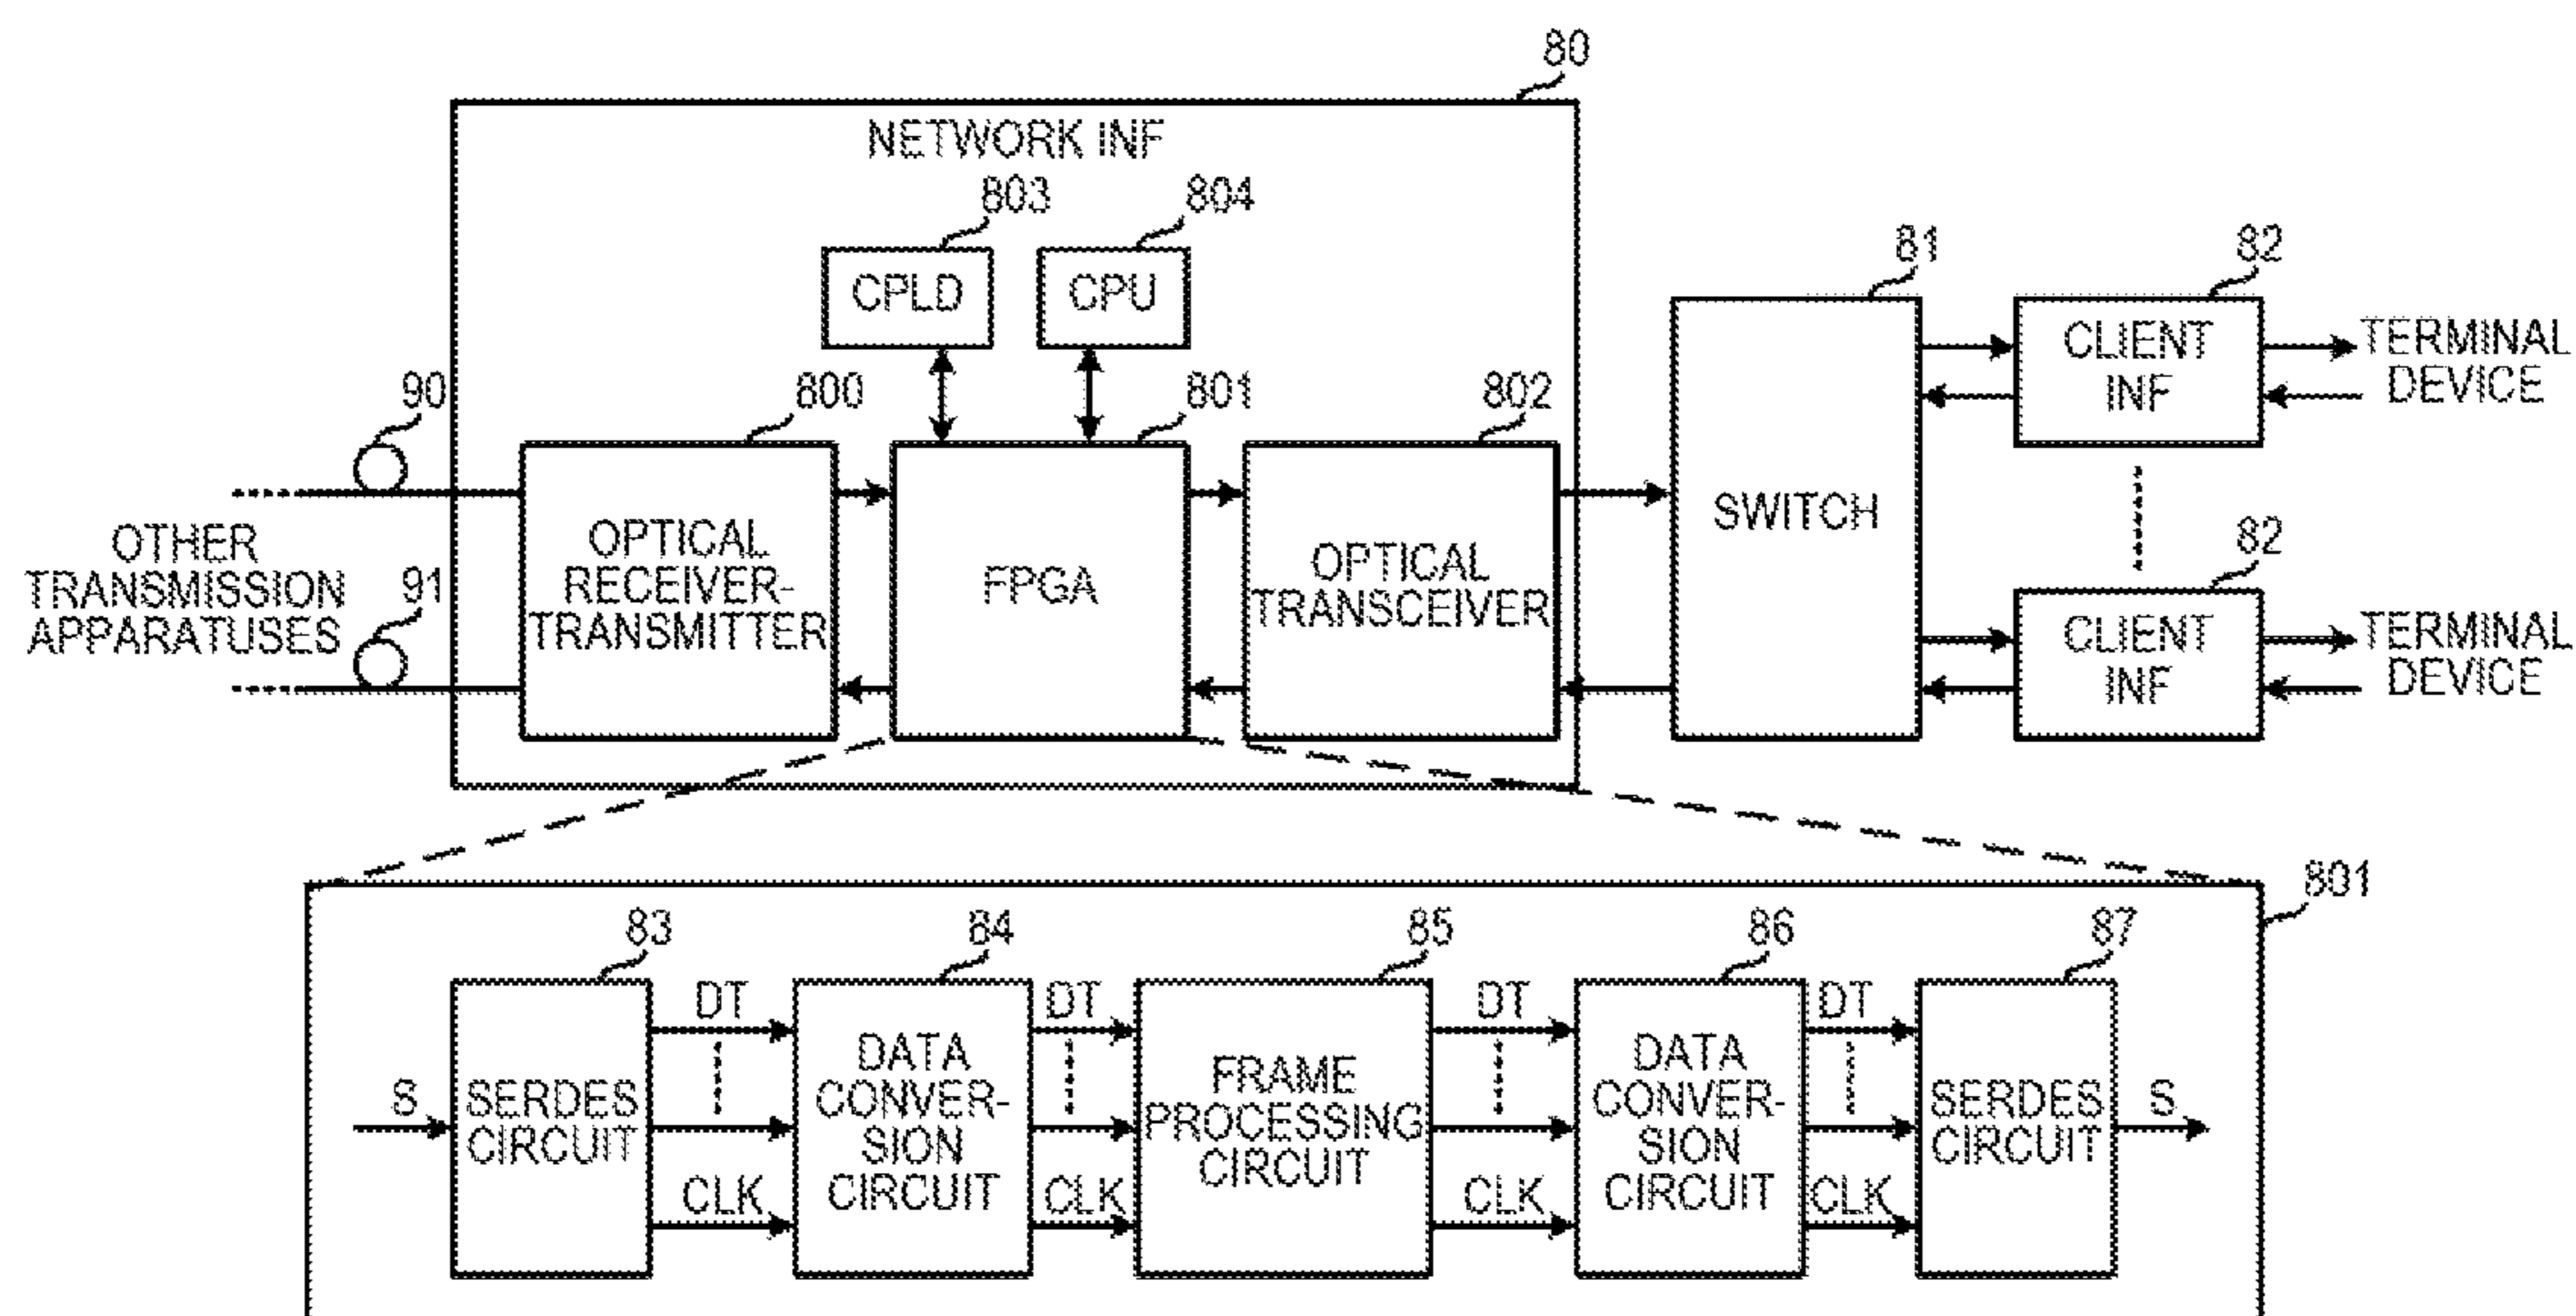 80
NETWORK INF
803
804
CPLD
CPU
81
82
CLIENT
INF
TERMINAL
DEVICE
90
800
801
802
OTHER
TRANSMISSION
APPARATUSES
91
OPTICAL
RECEIVER-
TRANSMITTER
FPGA
OPTICAL
TRANSCEIVER
SWITCH
82
CLIENT
INF
TERMINAL
DEVICE
801
83
84
85
86
87
S
SERDES
CIRCUIT
DT
CLK
DATA
CONVER-
SION
CIRCUIT
DT
CLK
FRAME
PROCESSING
CIRCUIT
DT
CLK
DATA
CONVER-
SION
CIRCUIT
DT
CLK
SERDES
CIRCUIT
S